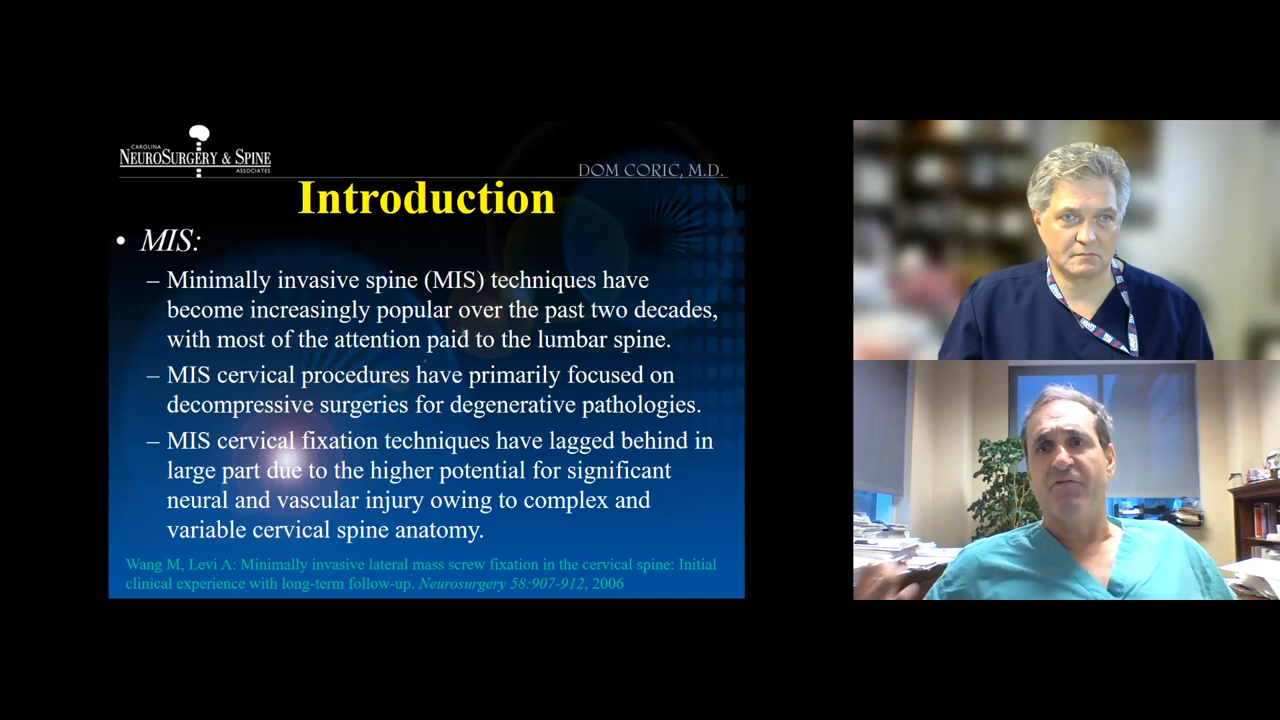 CAROLINA
NEUROSURGERY & SPINE
ASSOCIATES
DOM CORIC, M.D.
Introduction
• MIS:
– Minimally invasive spine (MIS) techniques have
become increasingly popular over the past two decades,
with most of the attention paid to the lumbar spine.
– MIS cervical procedures have primarily focused on
decompressive surgeries for degenerative pathologies.
– MIS cervical fixation techniques have lagged behind in
large part due to the higher potential for significant
neural and vascular injury owing to complex and
variable cervical spine anatomy.
Wang M, Levi A: Minimally invasive lateral mass screw fixation in the cervical spine: Initial
clinical experience with long-term follow-up. Neurosurgery 58:907-912, 2006